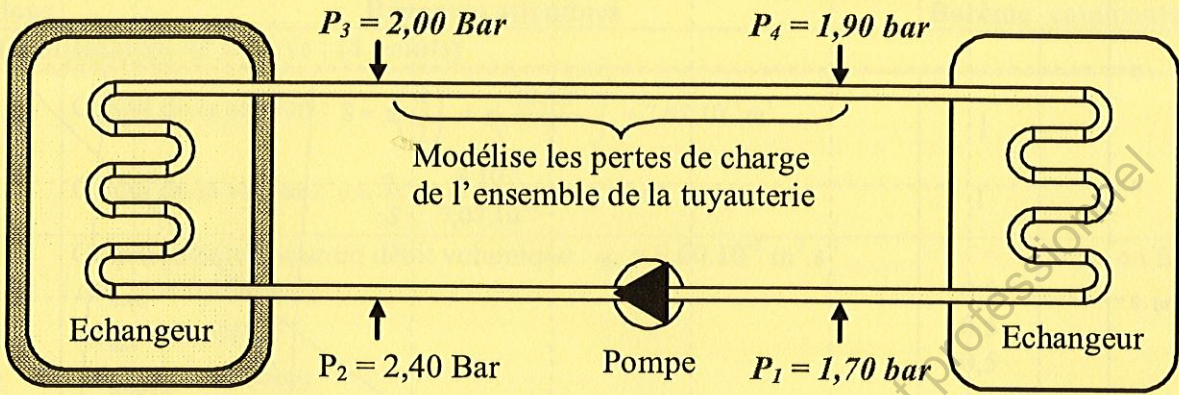 P3 = 2,00 Bar
P4 = 1,90 bar
Modélise les pertes de charge
de l'ensemble de la tuyauterie
Echangeur
P2 = 2,40 Bar
Pompe
P1 = 1,70 bar
Echangeur
professionnel